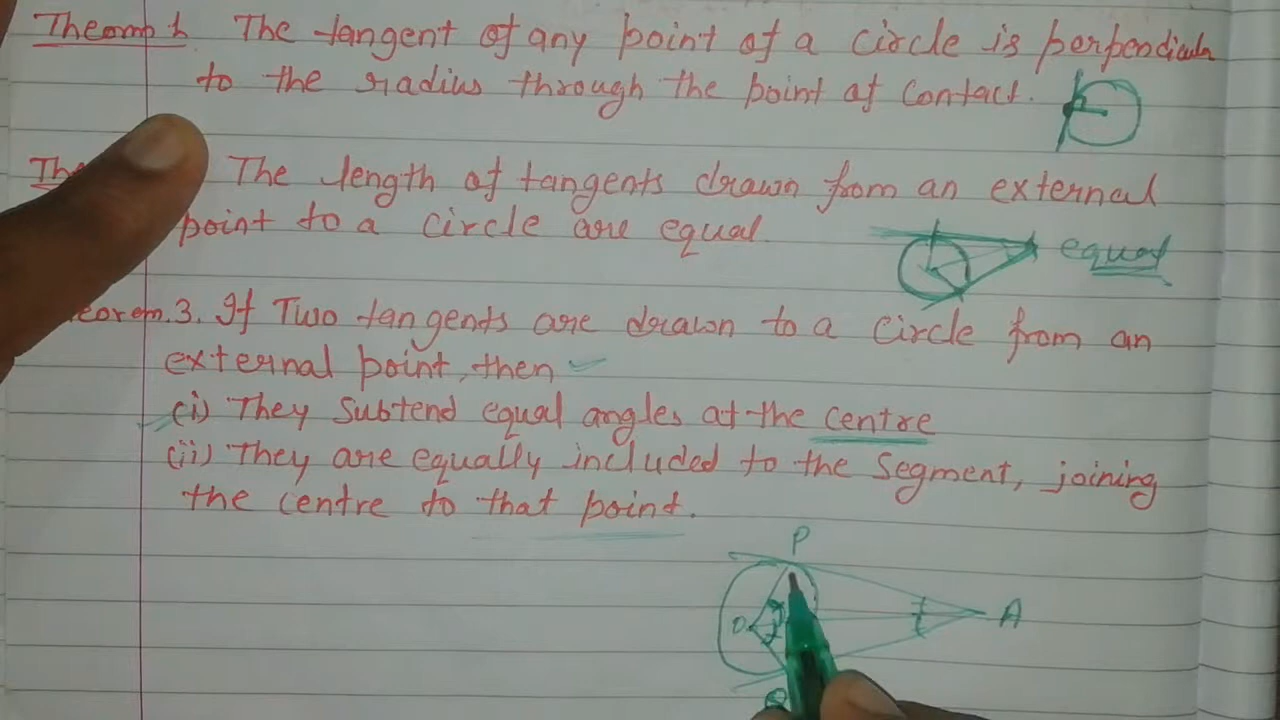 Theorem 1. The tangent of any point of a circle is perpendicular
to the radius through the point of contact.
The length of tangents drawn from an external
point to a circle are equal
equal
Theorem.3. If Two tangents are drawn to a circle from an
external point, then
(i) They subtend equal angles at the centre
(ii) They are equally included to the segment, joining
the centre to that point.
P
O
A
Q